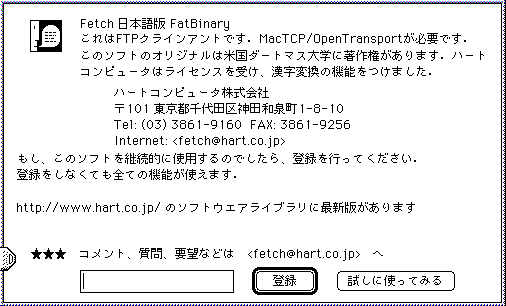 Fetch 日本語版 FatBinary
これはFTPクラインアントです．MacTCP/OpenTransportが必要です．
このソフトのオリジナルは米国ダートマス大学に著作権があります．ハート
コンピュータはライセンスを受け、漢字変換の機能をつけました．
ハートコンピュータ株式会社
〒101 東京都千代田区神田和泉町1-8-10
Tel: (03) 3861-9160 FAX: 3861-9256
Internet: <fetch@hart.co.jp>
もし、このソフトを継続的に使用するのでしたら、登録を行ってください．
登録をしなくても全ての機能が使えます．
http://www.hart.co.jp/ のソフトウエアライブラリに最新版があります
★★★ コメント、質問、要望などは <fetch@hart.co.jp> へ
登録 試しに使ってみる